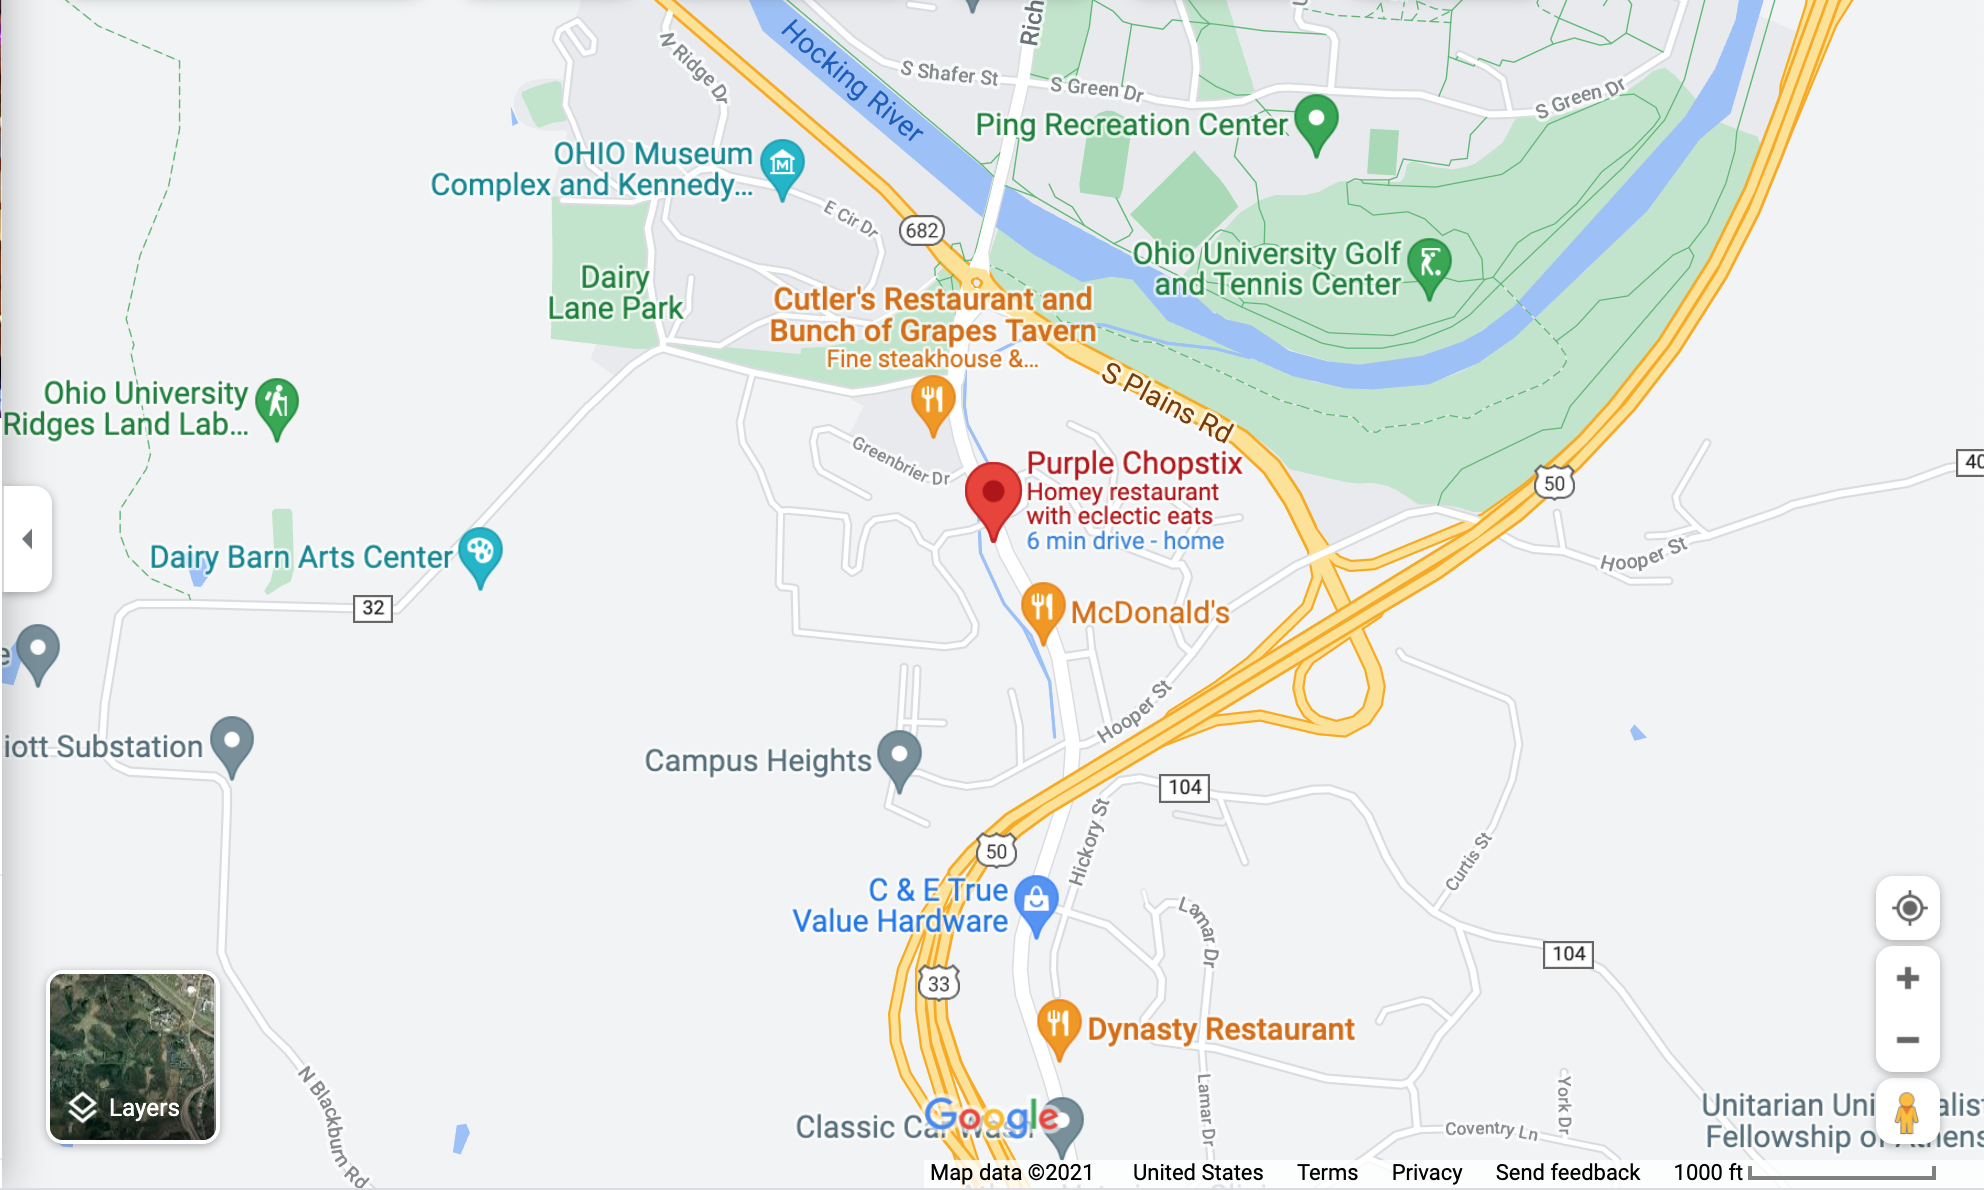 Rich
Hocking River
N Ridge Dr
S Shafer St
S Green Dr
S Green Dr
Ping Recreation Center
OHIO Museum
Complex and Kennedy...
E Cir Dr
682
Ohio University Golf
and Tennis Center
Dairy
Lane Park
Cutler's Restaurant and
Bunch of Grapes Tavern
Fine steakhouse &...
S Plains Rd
Ohio University
Ridges Land Lab...
Greenbrier Dr
Purple Chopstix
Homey restaurant
with eclectic eats
6 min drive - home
50
40
Hooper St
Dairy Barn Arts Center
32
McDonald's
e
Hooper St
iott Substation
Campus Heights
104
Hickory St
50
Curtis St
C & E True
Value Hardware
Lamar Dr
104
33
Dynasty Restaurant
N Blackburn Rd
Layers
Lamar Dr
York Dr
Coventry Ln
Classic Car Wash
Google
Unitarian Uni alist
Fellowship of Athens
Map data ©2021 United States Terms Privacy Send feedback 1000 ft